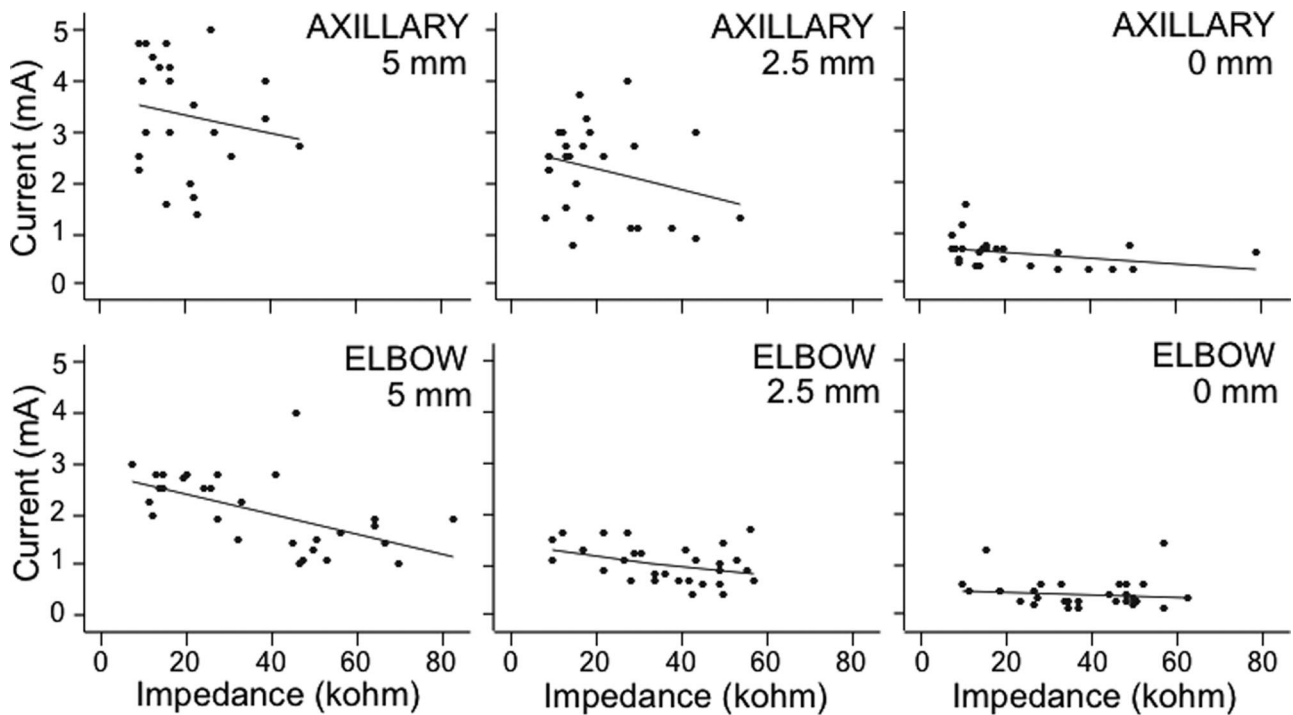 AXILLARY
5 mm
AXILLARY
2.5 mm
AXILLARY
0 mm
Current (mA)
5
4
3
2
1
0
ELBOW
5 mm
ELBOW
2.5 mm
ELBOW
0 mm
Current (mA)
5
4
3
2
1
0
0 20 40 60 80
0 20 40 60 80
0 20 40 60 80
Impedance (kohm)
Impedance (kohm)
Impedance (kohm)